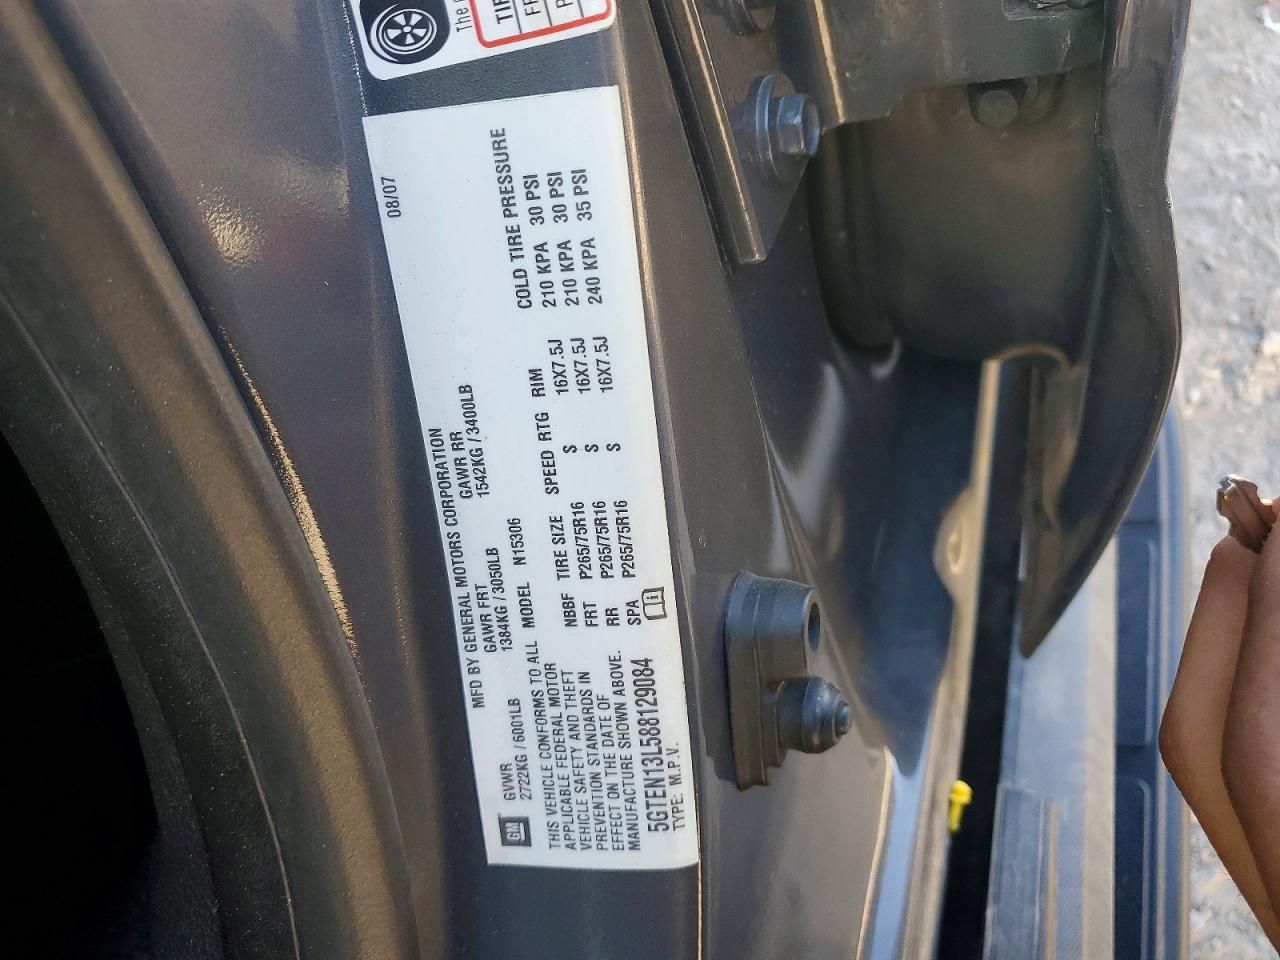 The
TIR
FR
08/07
MFD BY GENERAL MOTORS CORPORATION
GVWR GAWR FRT GAWR RR
2722KG / 6001LB 1384KG / 3050LB 1542KG / 3400LB
THIS VEHICLE CONFORMS TO ALL
APPLICABLE FEDERAL MOTOR
VEHICLE SAFETY AND THEFT
PREVENTION STANDARDS IN
EFFECT ON THE DATE OF
MANUFACTURE SHOWN ABOVE.
MODEL N15306
COLD TIRE PRESSURE
NBBF TIRE SIZE SPEED RTG RIM
FRT P265/75R16 S 16X7.5J 210 KPA 30 PSI
RR P265/75R16 S 16X7.5J 210 KPA 30 PSI
SPA P265/75R16 S 16X7.5J 240 KPA 35 PSI
5GTEN13L588129084
TYPE: M.P.V.
GM